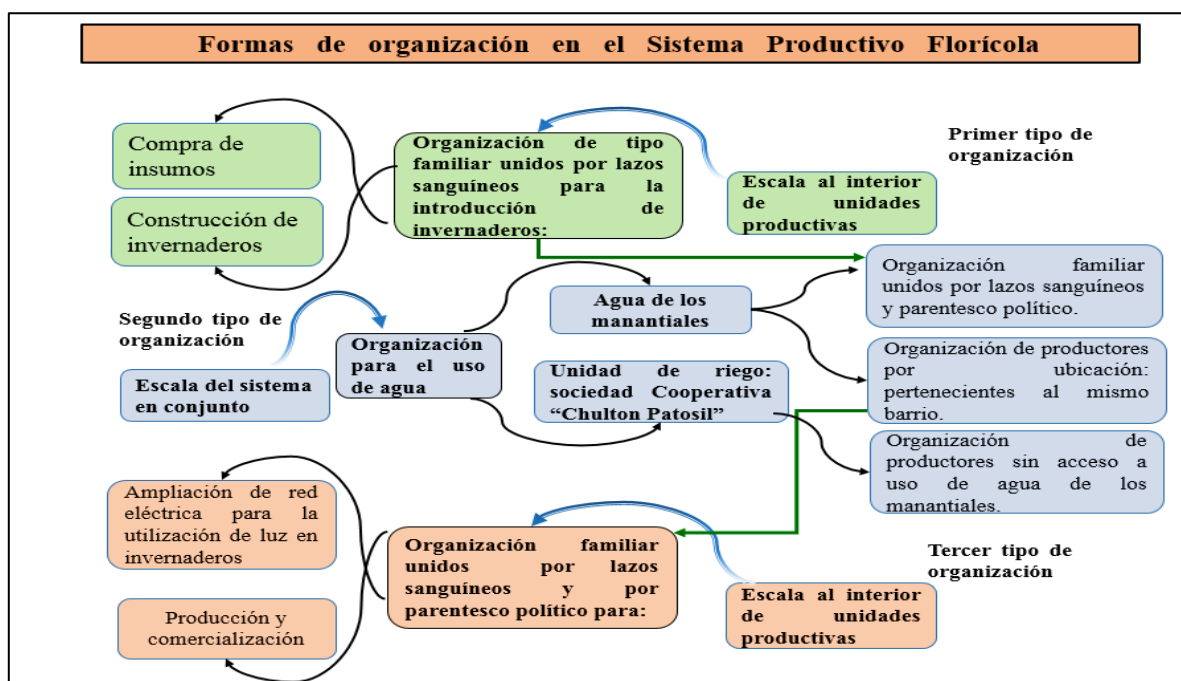 Formas de organización en el Sistema Productivo Florícola
Compra de
insumos
Construcción de
invernaderos
Organización de tipo
familiar unidos por lazos
sanguíneos para la
introducción de
invernaderos:
Primer tipo de
organización
Escala al interior
de unidades
productivas
Segundo tipo de
organización
Escala del sistema
en conjunto
Organización
para el uso
de agua
Agua de los
manantiales
Unidad de riego:
sociedad Cooperativa
“Chulton Patosil”
Organización familiar
unidos por lazos sanguíneos
y parentesco político.
Organización de productores
por ubicación:
pertenecientes al mismo
barrio.
Organización de
productores sin acceso a
uso de agua de los
manantiales.
Ampliación de red
eléctrica para la
utilización de luz en
invernaderos
Producción y
comercialización
Organización familiar
unidos por lazos
sanguíneos y por
parentesco político para:
Tercer tipo de
organización
Escala al interior
de unidades
productivas